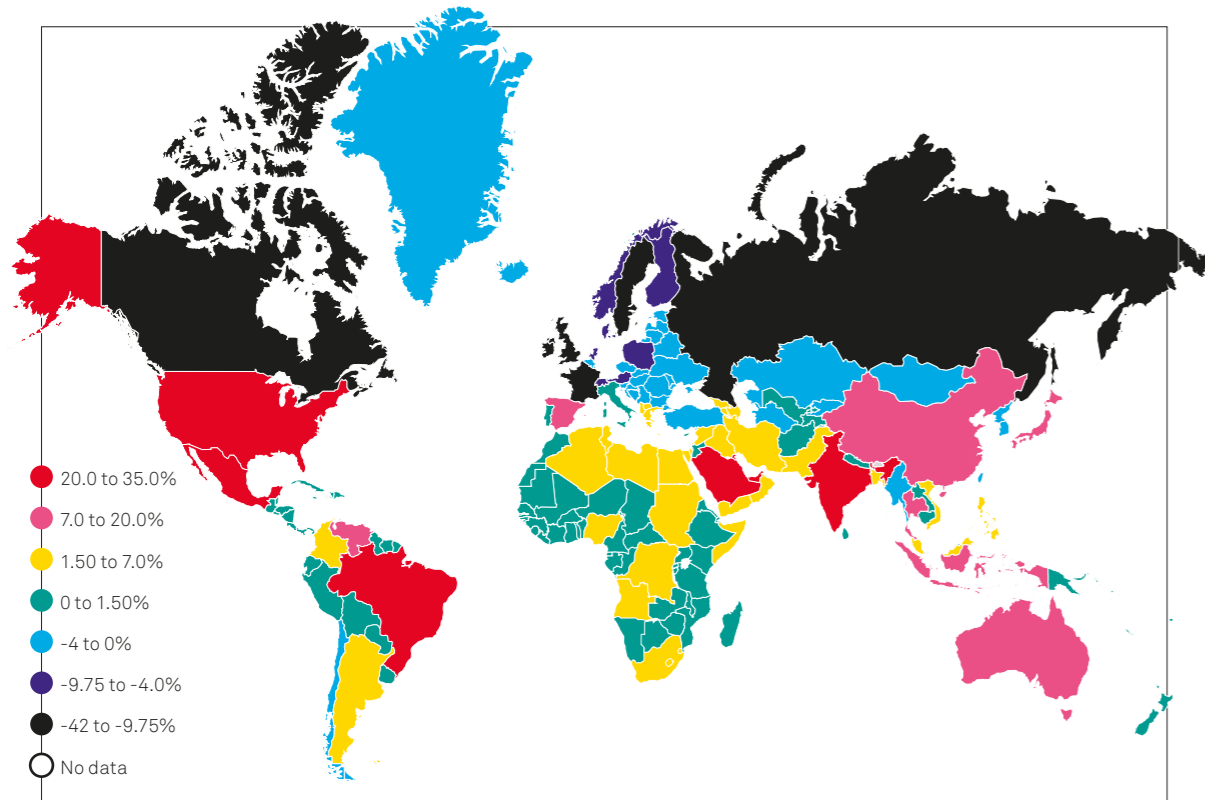 20.0 to 35.0%
7.0 to 20.0%
1.50 to 7.0%
0 to 1.50%
-4 to 0%
-9.75 to -4.0%
-42 to -9.75%
No data